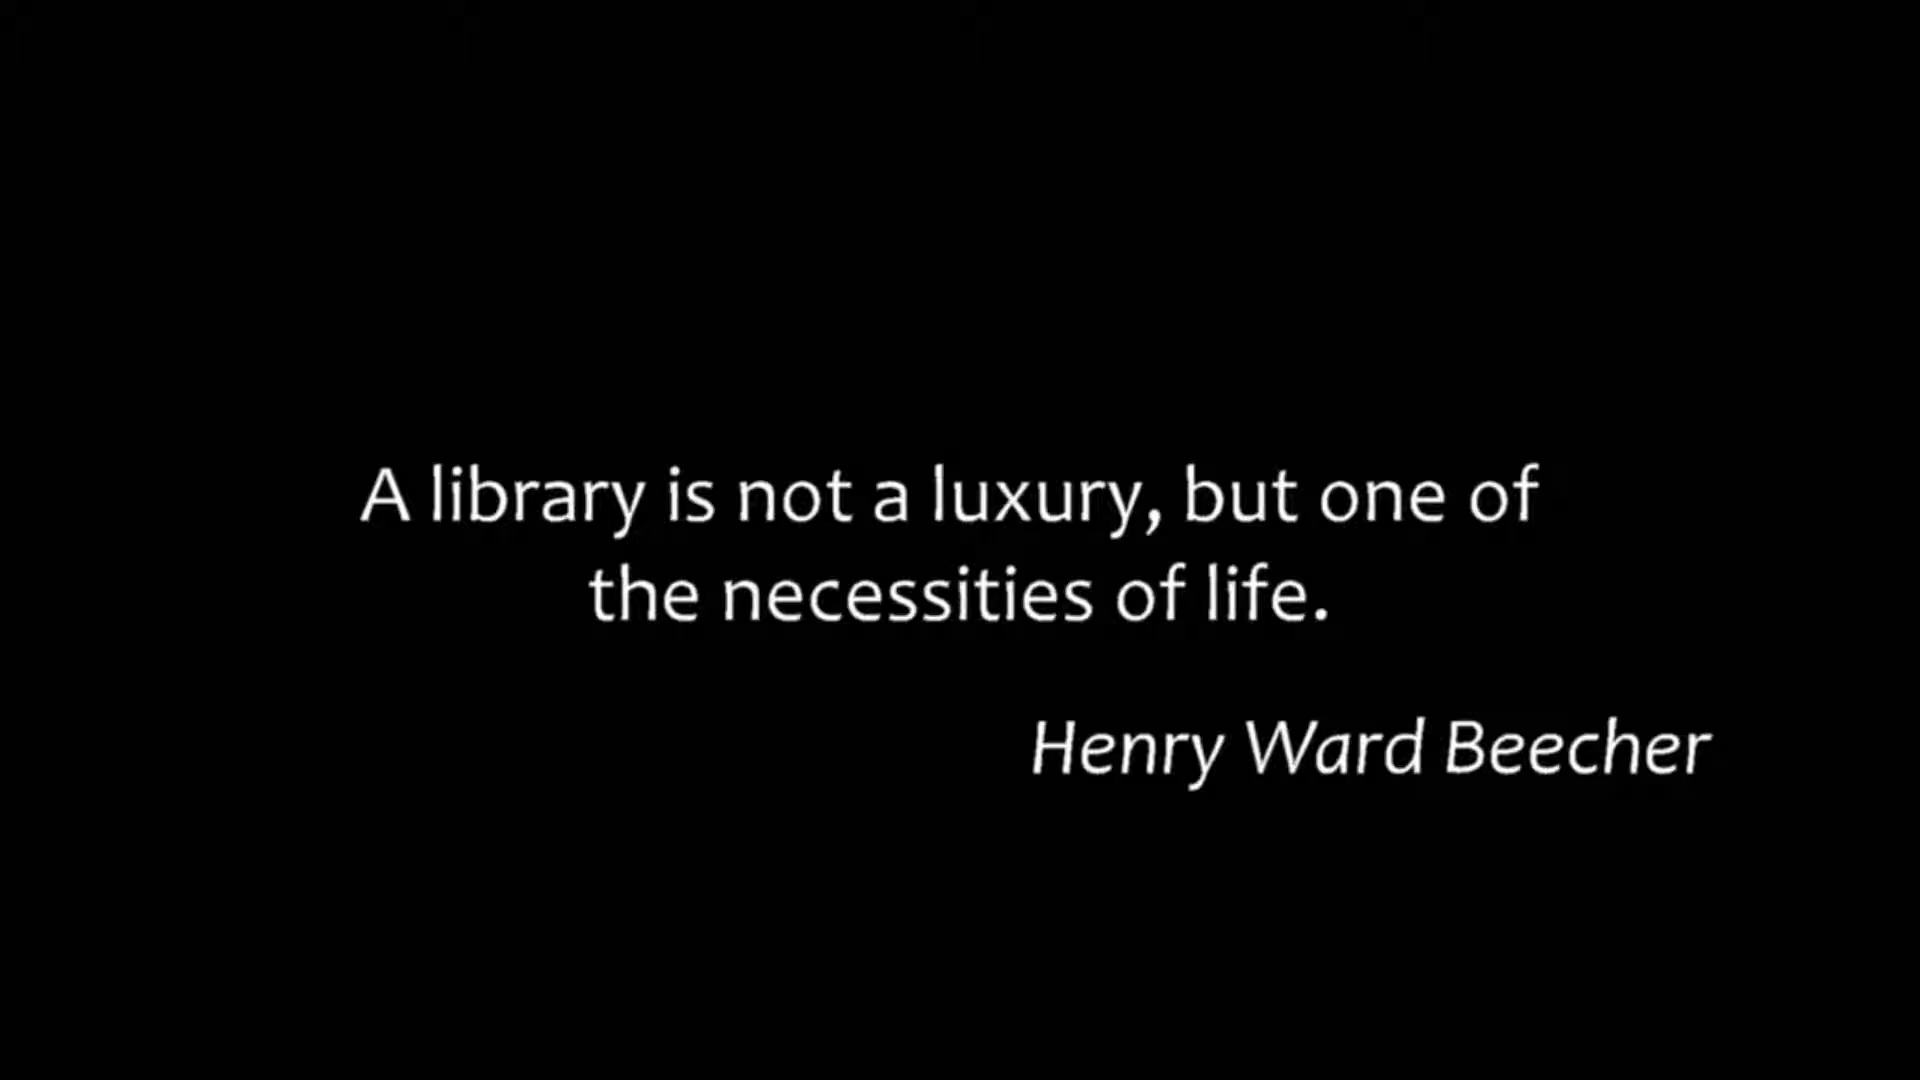 A library is not a luxury, but one of
the necessities of life.
Henry Ward Beecher